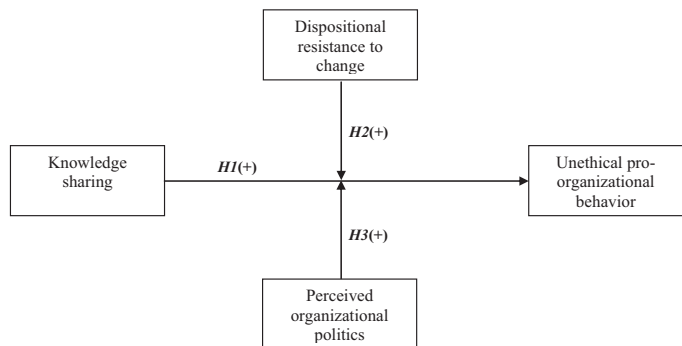 Dispositional
resistance to
change
H2(+)
Knowledge
sharing
H1(+)
Unethical pro-
organizational
behavior
H3(+)
Perceived
organizational
politics